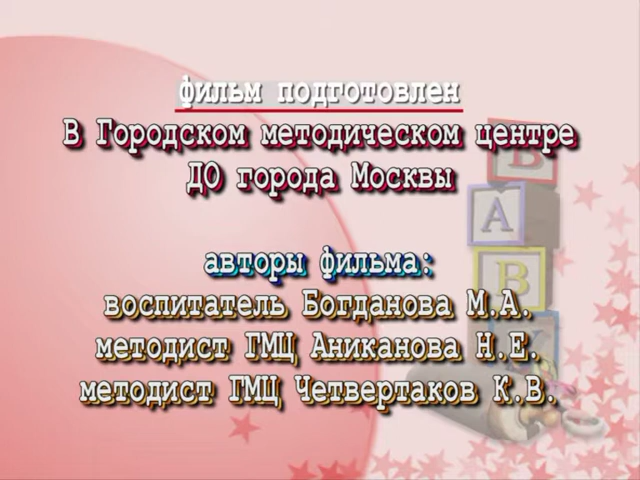 фильм подготовлен
В Городском методическом центре
ДО города Москвы
авторы фильма:
воспитатель Богданова М.А.
методист ГМЦ Аниканова Н.Е.
методист ГМЦ Четвертаков К.В.
Б
А
В